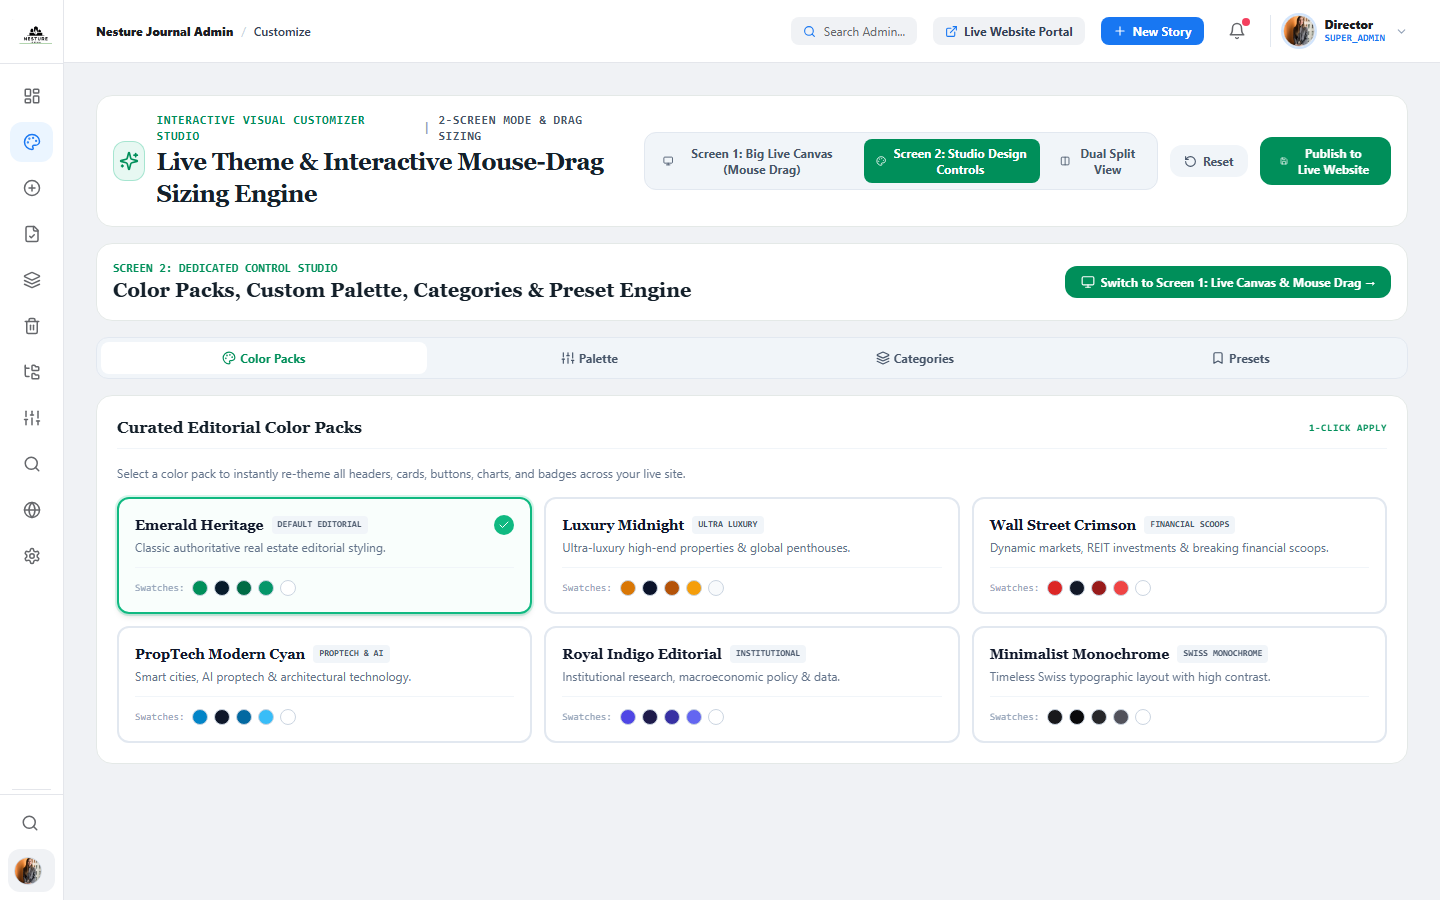 NESTURE
Nesture Journal Admin / Customize
Search Admin...
Live Website Portal
New Story
Director
SUPER_ADMIN
INTERACTIVE VISUAL CUSTOMIZER
STUDIO
| 2-SCREEN MODE & DRAG
SIZING
Live Theme & Interactive Mouse-Drag
Sizing Engine
Screen 1: Big Live Canvas
(Mouse Drag)
Screen 2: Studio Design
Controls
Dual Split
View
Reset
Publish to
Live Website
SCREEN 2: DEDICATED CONTROL STUDIO
Color Packs, Custom Palette, Categories & Preset Engine
Switch to Screen 1: Live Canvas & Mouse Drag →
Color Packs
Palette
Categories
Presets
Curated Editorial Color Packs
1-CLICK APPLY
Select a color pack to instantly re-theme all headers, cards, buttons, charts, and badges across your live site.
Emerald Heritage DEFAULT EDITORIAL
Classic authoritative real estate editorial styling.
Swatches:
Luxury Midnight ULTRA LUXURY
Ultra-luxury high-end properties & global penthouses.
Swatches:
Wall Street Crimson FINANCIAL SCOOPS
Dynamic markets, REIT investments & breaking financial scoops.
Swatches:
PropTech Modern Cyan PROPTECH & AI
Smart cities, AI proptech & architectural technology.
Swatches:
Royal Indigo Editorial INSTITUTIONAL
Institutional research, macroeconomic policy & data.
Swatches:
Minimalist Monochrome SWISS MONOCHROME
Timeless Swiss typographic layout with high contrast.
Swatches: